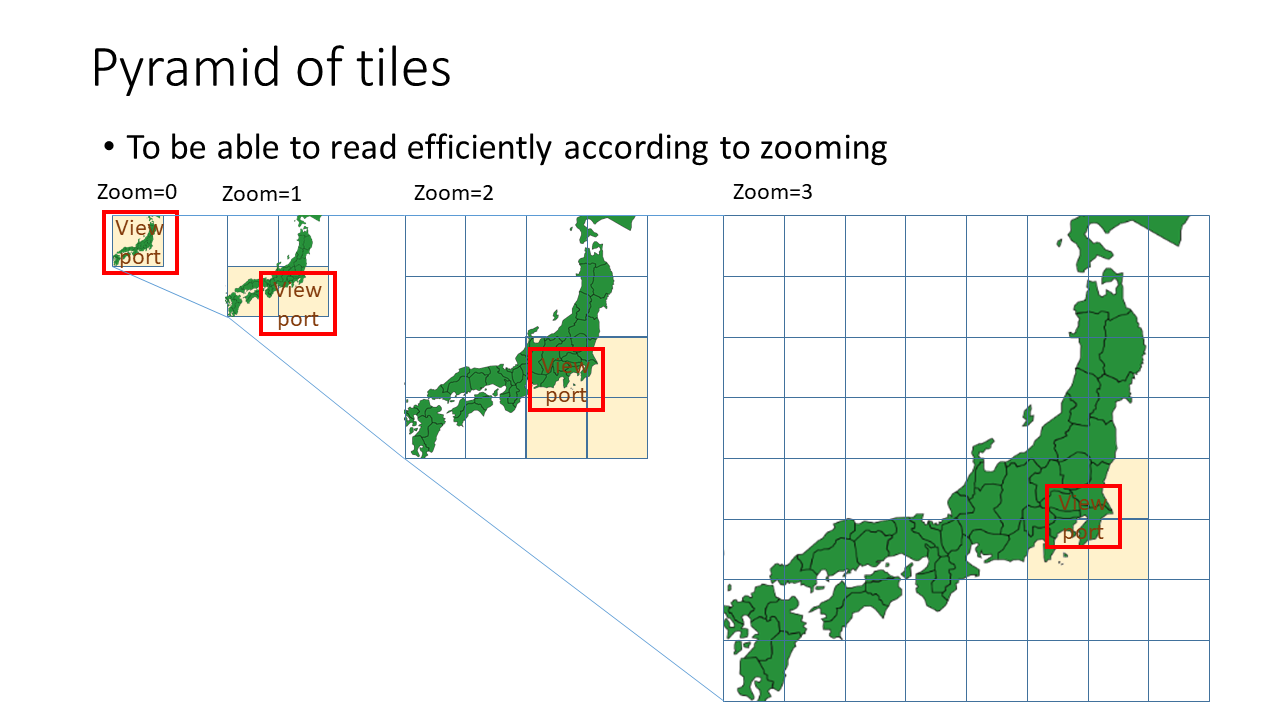 Pyramid of tiles
• To be able to read efficiently according to zooming
Zoom=0
Zoom=1
Zoom=2
Zoom=3
View
port
View
port
View
port
View
port